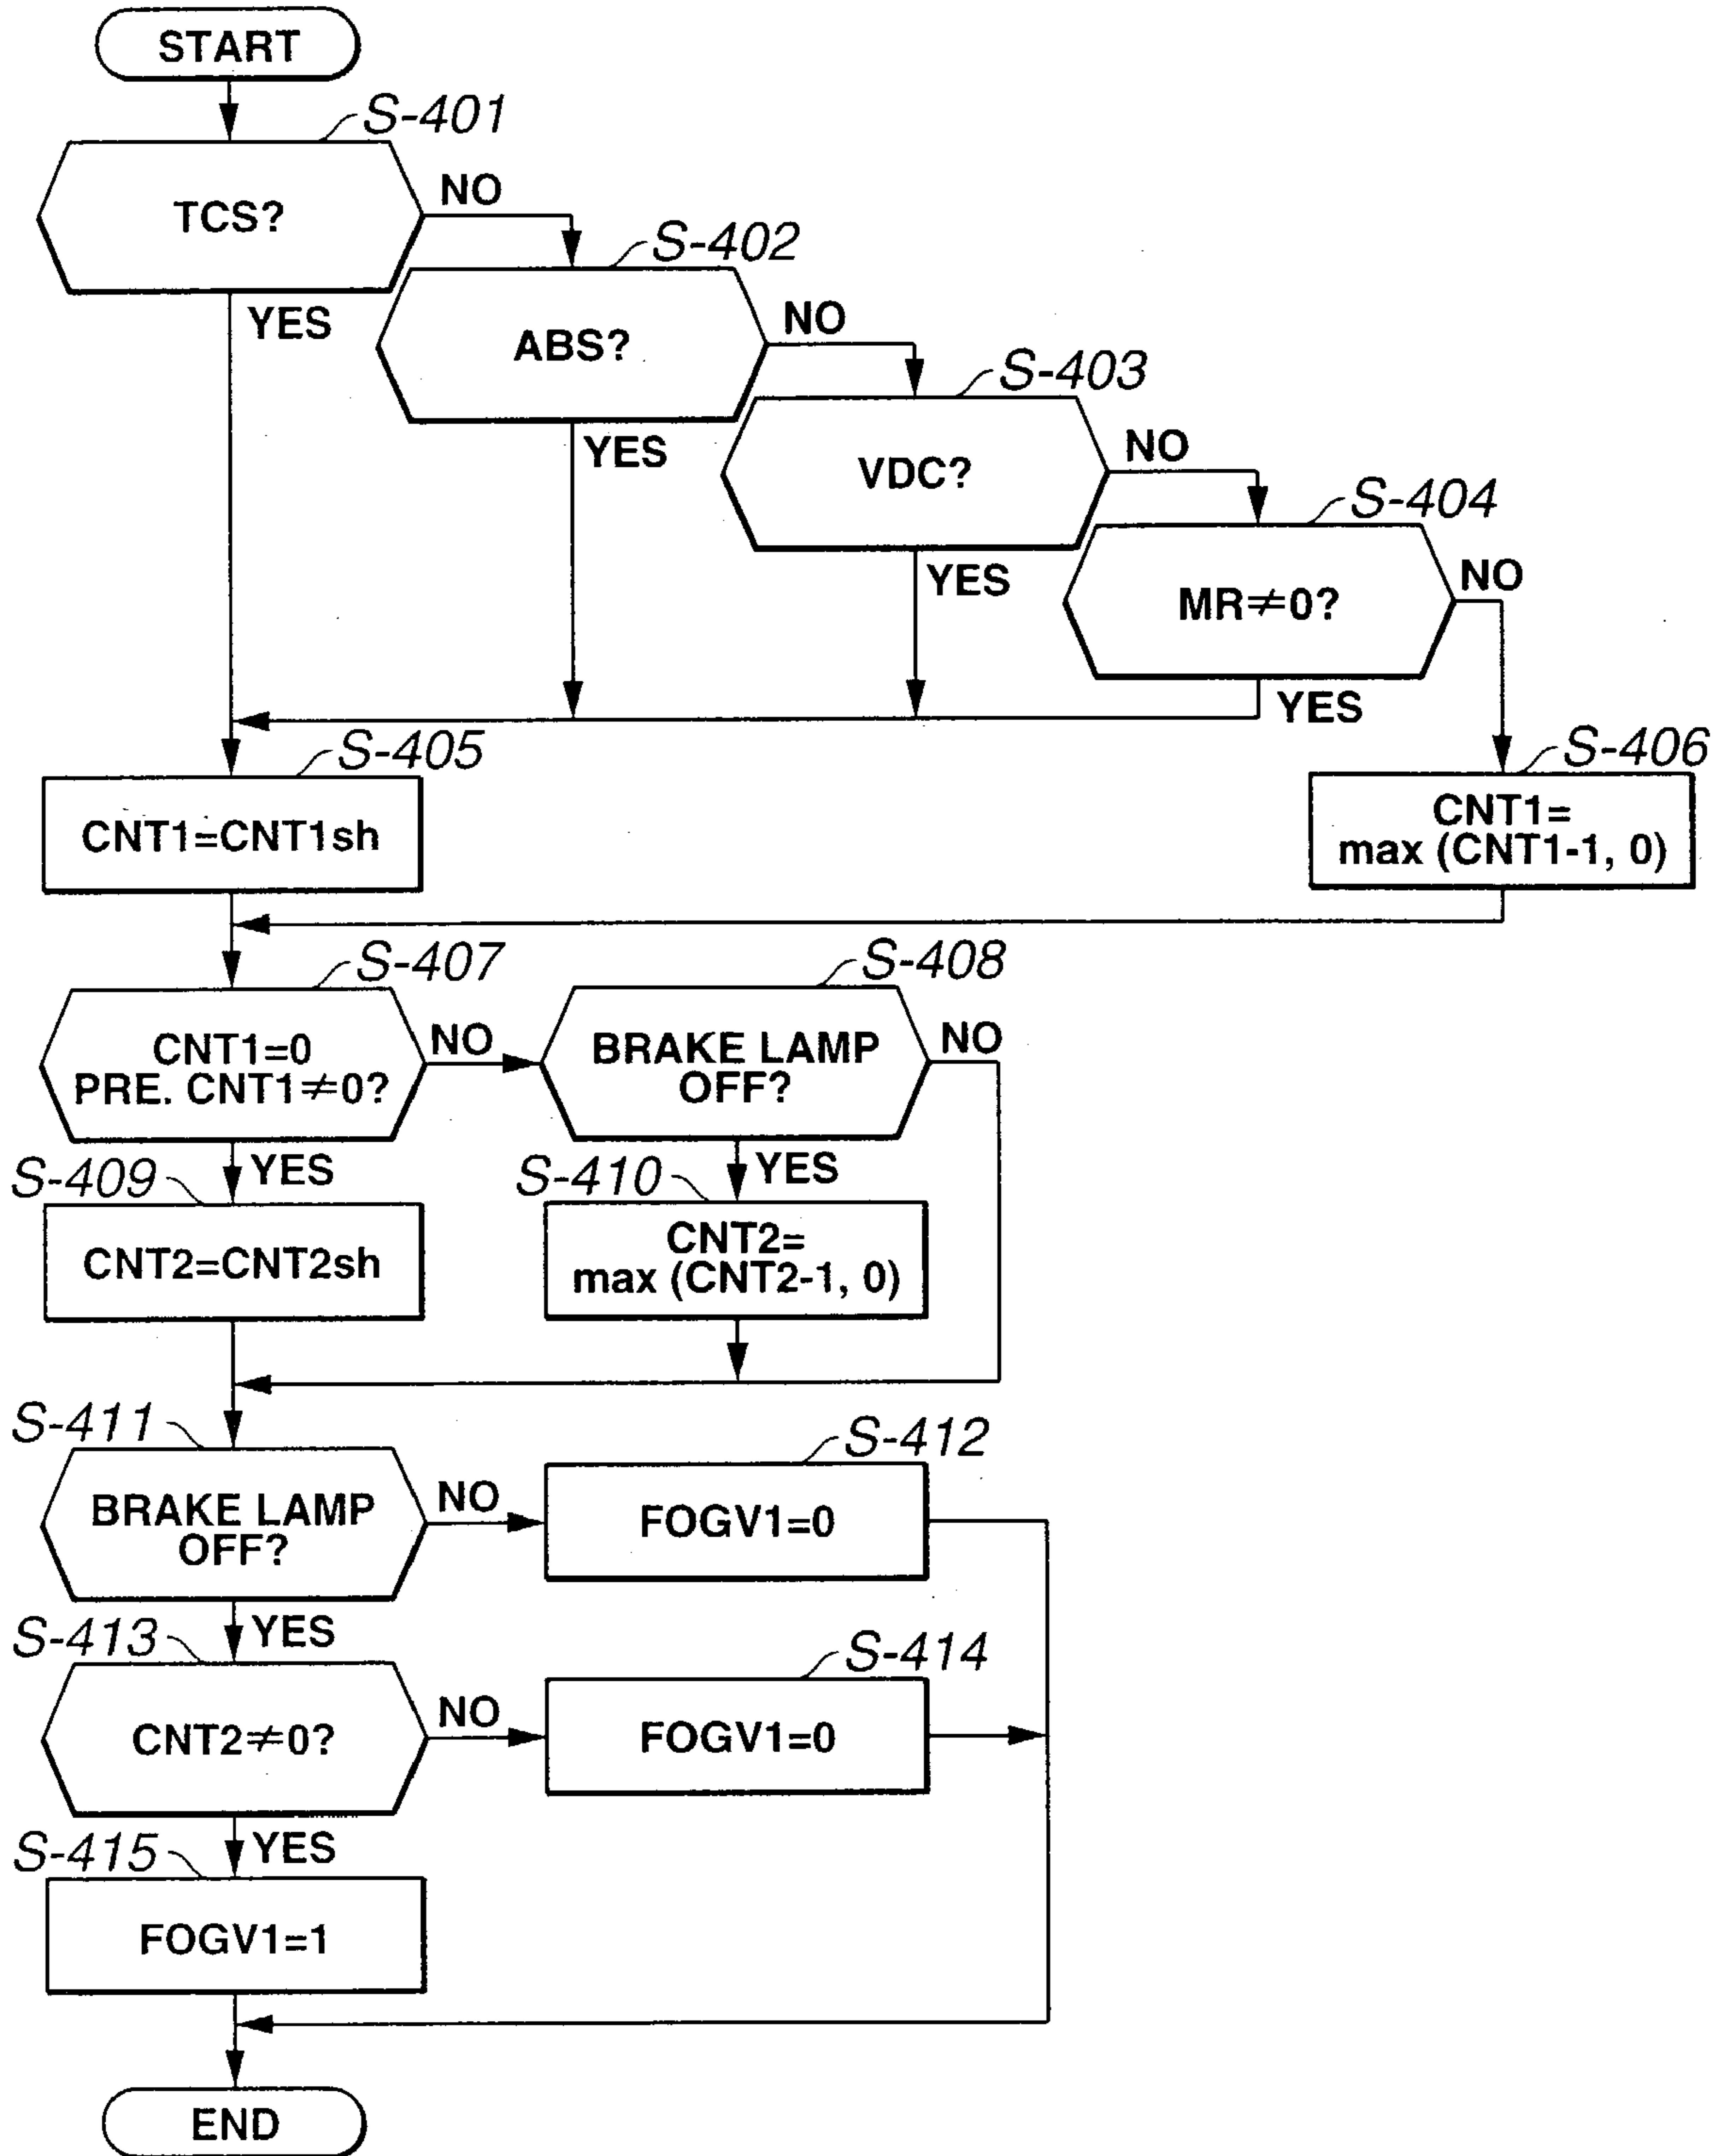 START
S-401
TCS?
NO
YES
S-402
ABS?
NO
YES
S-403
VDC?
NO
YES
S-404
MR≠0?
NO
YES
S-405
CNT1=CNT1sh
S-406
CNT1=
max (CNT1-1, 0)
S-407
CNT1=0
PRE. CNT1≠0?
NO
YES
S-408
BRAKE LAMP
OFF?
NO
YES
S-409
CNT2=CNT2sh
S-410
CNT2=
max (CNT2-1, 0)
S-411
BRAKE LAMP
OFF?
NO
YES
S-412
FOGV1=0
S-413
CNT2≠0?
NO
YES
S-414
FOGV1=0
S-415
FOGV1=1
END